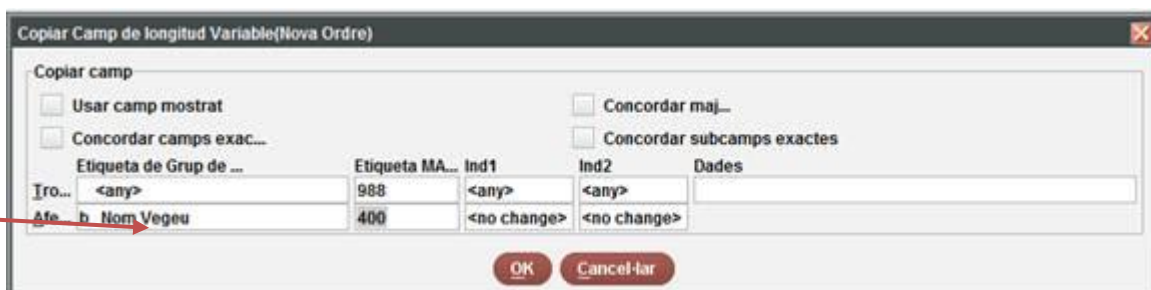 Copiar Camp de longitud Variable(Nova Ordre)
Copiar camp
Usar camp mostrat Concordar maj...
Concordar camps exac... Concordar subcamps exactes
Etiqueta de Grup de ... Etiqueta MA... Ind1 Ind2 Dades
Tro... <any> 988 <any> <any>
Afe... b Nom Vegeu 400 <no change> <no change>
OK Cancel·lar